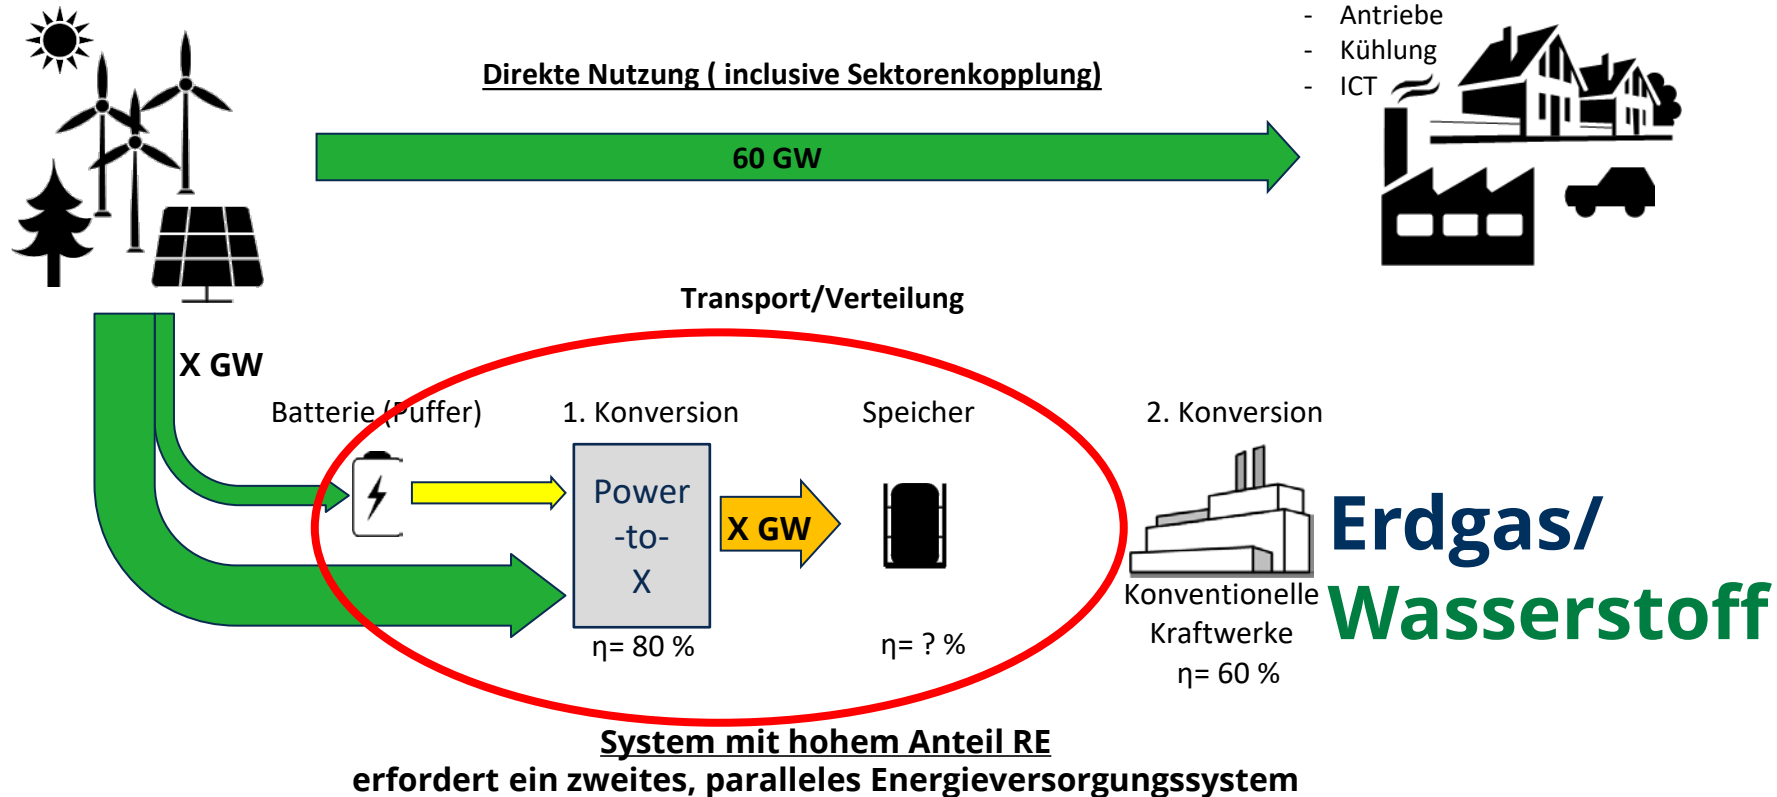 - Antriebe
- Kühlung
- ICT
Direkte Nutzung ( inclusive Sektorenkopplung)
60 GW
Transport/Verteilung
X GW
Batterie (Puffer)
1. Konversion
Speicher
2. Konversion
Power
-to-
X
X GW
η= 80 %
η= ? %
Konventionelle
Kraftwerke
η= 60 %
Erdgas/
Wasserstoff
System mit hohem Anteil RE
erfordert ein zweites, paralleles Energieversorgungssystem